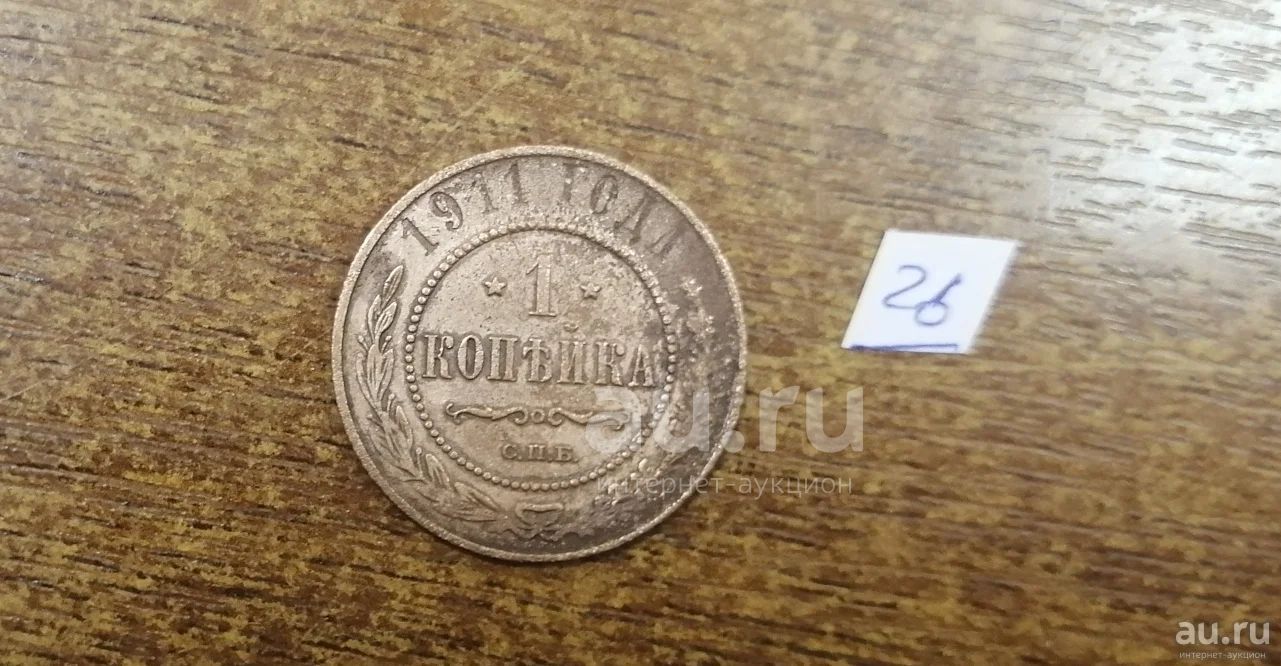 1911 ГОДА
1
КОПѢЙКА
С.П.Б.
26
au.ru
интернет-аукцион
au.ru
интернет-аукцион